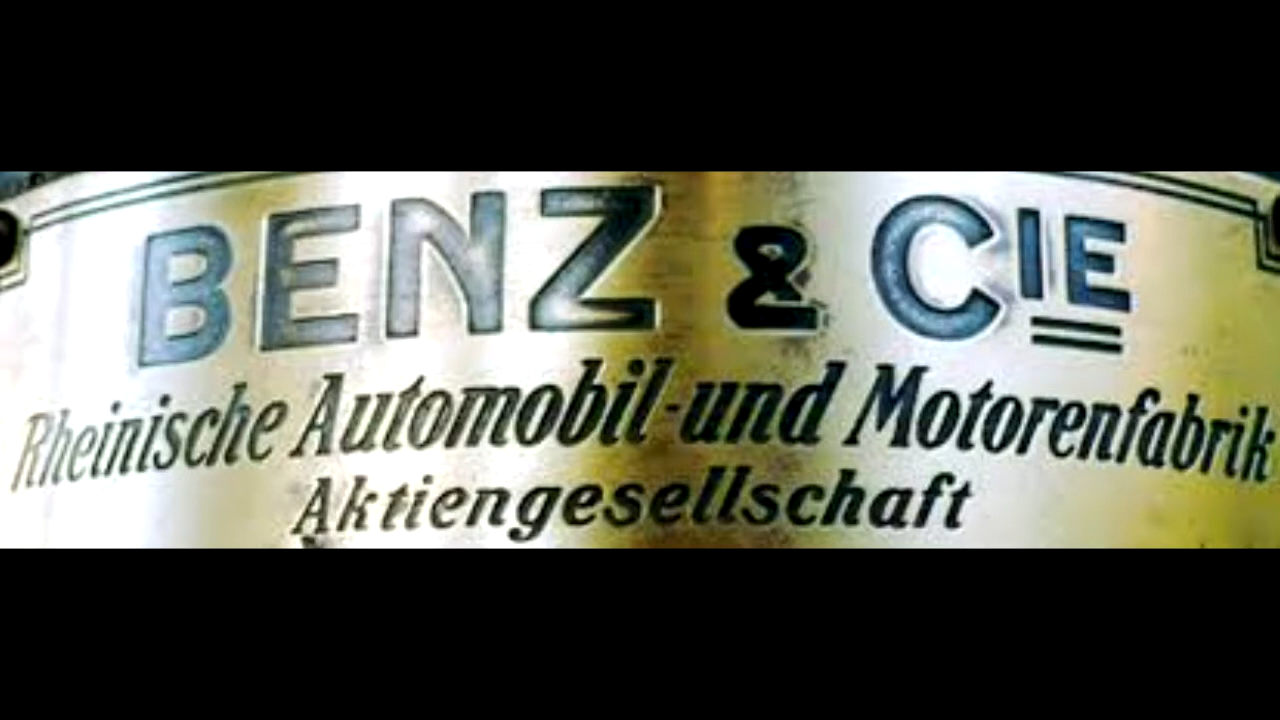 BENZ & CIE
Rheinische Automobil-und Motorenfabrik
Aktiengesellschaft